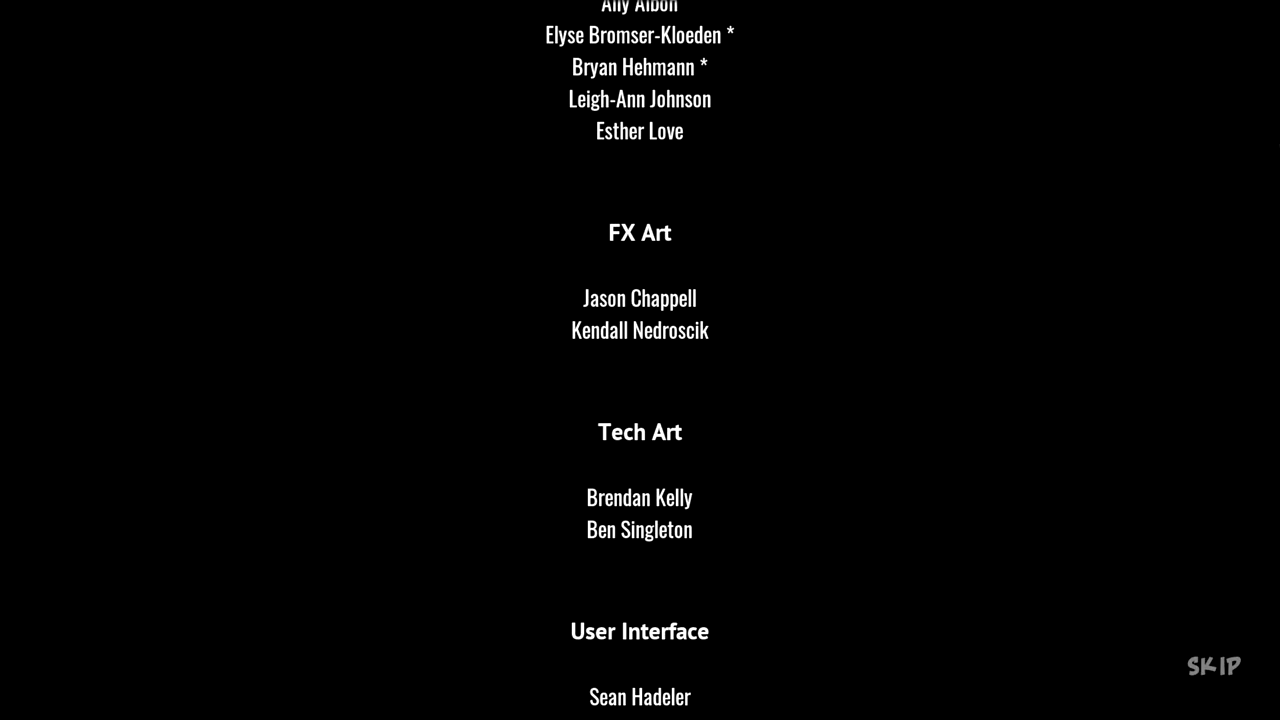 Elyse Bromser-Kloeden *
Bryan Hehmann *
Leigh-Ann Johnson
Esther Love
FX Art
Jason Chappell
Kendall Nedroscik
Tech Art
Brendan Kelly
Ben Singleton
User Interface
Sean Hadeler
SKIP